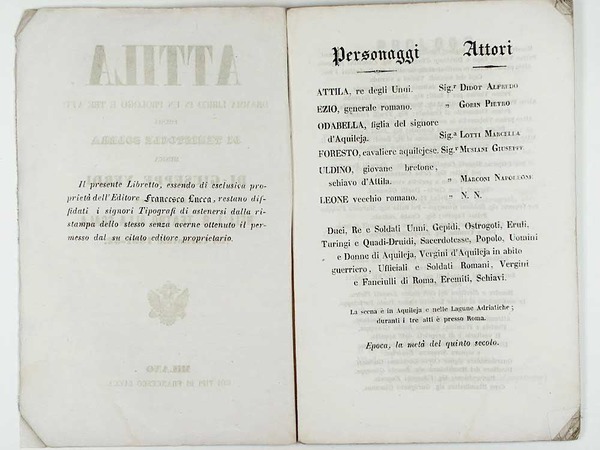 Il presente Libretto, essendo di esclusiva pro-
prietà dell'Editore Francesco Lucca, restano dif-
fidati i signori Tipografi di astenersi dalla ri-
stampa dello stesso senza averne ottenuto il per-
messo dal su citato editore proprietario.
Personaggi Attori
ATTILA, re degli Unni. Sig.r Didot Alfredo
EZIO, generale romano. » Gorin Pietro
ODABELLA, figlia del signore
d'Aquileja. Sig.a Lotti Marcella
FORESTO, cavaliere aquilejese. Sig.r Musiani Giuseppe
ULDINO, giovane bretone,
schiavo d'Attila. » Marconi Napoleone
LEONE vecchio romano. » N. N.
Duci, Re e Soldati Unni, Gepidi, Ostrogoti, Eruli,
Turingi e Quadi-Druidi, Sacerdotesse, Popolo, Uomini
e Donne di Aquileja, Vergini d'Aquileja in abito
guerriero, Ufficiali e Soldati Romani, Vergini
e Fanciulli di Roma, Eremiti, Schiavi.
La scena è in Aquileja e nelle Lagune Adriatiche;
duranti i tre atti è presso Roma.
Epoca, la metà del quinto secolo.